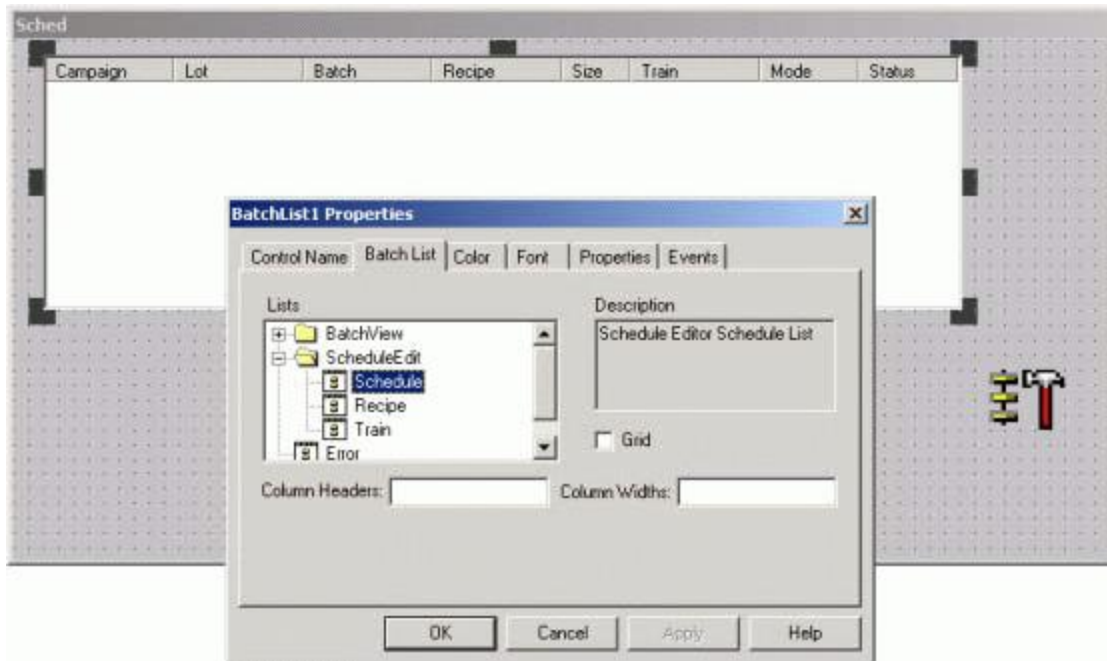 Sched
Campaign Lot Batch Recipe Size Train Mode Status
BatchList1 Properties
Control Name Batch List Color Font Properties Events
Lists
BatchView
ScheduleEdit
Schedule
Recipe
Train
Error
Description
Schedule Editor Schedule List
Grid
Column Headers:
Column Widths:
OK Cancel Apply Help